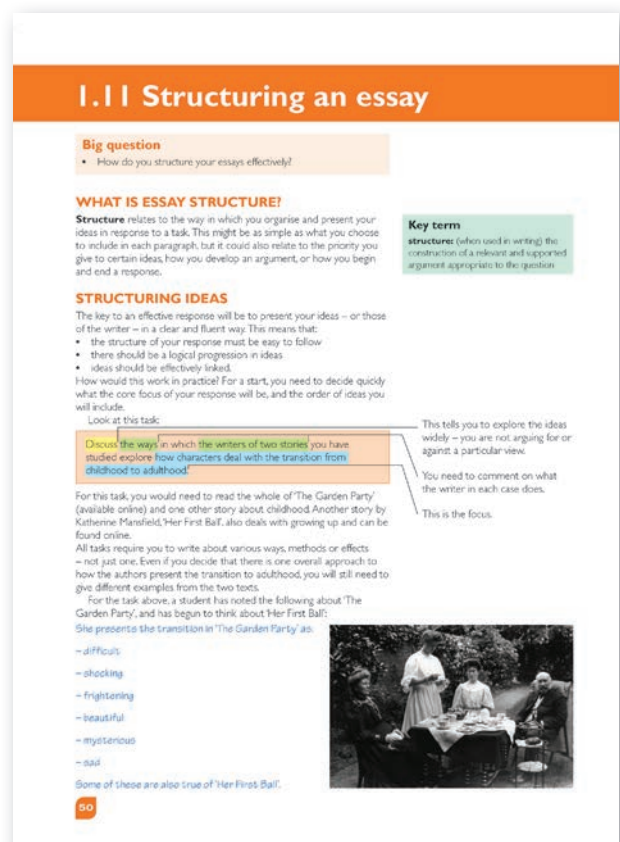 1.11 Structuring an essay
Big question
• How do you structure your essays effectively?
WHAT IS ESSAY STRUCTURE?
Structure relates to the way in which you organise and present your
ideas in response to a task. This might be as simple as what you choose
to include in each paragraph, but it could also relate to the priority you
give to certain ideas, how you develop an argument, or how you begin
and end a response.
Key term
structure: (when used in writing) the
construction of a relevant and supported
argument appropriate to the question
STRUCTURING IDEAS
The key to an effective response will be to present your ideas – or those
of the writer – in a clear and fluent way. This means that:
• the structure of your response must be easy to follow
• there should be a logical progression in ideas
• ideas should be effectively linked.
How would this work in practice? For a start, you need to decide quickly
what the core focus of your response will be, and the order of ideas you
will include.
Look at this task:
Discuss the ways in which the writers of two stories you have
studied explore how characters deal with the transition from
childhood to adulthood.
This tells you to explore the ideas
widely – you are not arguing for or
against a particular view.
You need to comment on what
the writer in each case does.
This is the focus.
For this task, you would need to read the whole of 'The Garden Party'
(available online) and one other story about childhood. Another story by
Katherine Mansfield, 'Her First Ball', also deals with growing up and can be
found online.
All tasks require you to write about various ways, methods or effects
– not just one. Even if you decide that there is one overall approach to
how the authors present the transition to adulthood, you will still need to
give different examples from the two texts.
For the task above, a student has noted the following about 'The
Garden Party', and has begun to think about 'Her First Ball':
She presents the transition in 'The Garden Party' as:
– difficult
– shocking
– frightening
– beautiful
– mysterious
– sad
Some of these are also true of 'Her First Ball'.
50